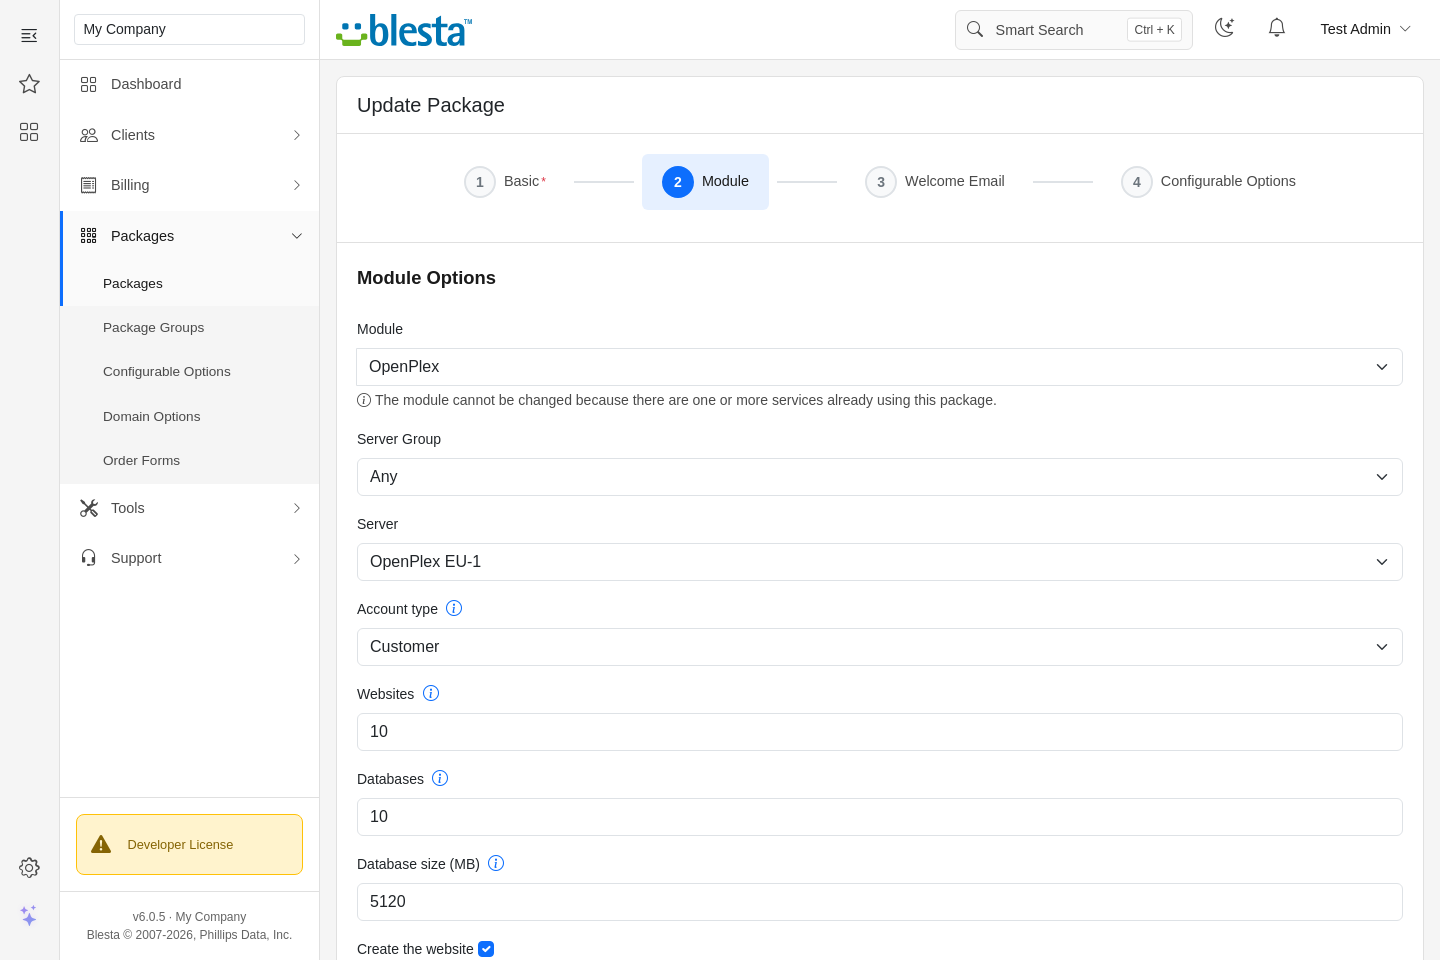 My Company
blesta™
Smart Search
Ctrl + K
Test Admin
Dashboard
Clients
Billing
Packages
Packages
Package Groups
Configurable Options
Domain Options
Order Forms
Tools
Support
Developer License
v6.0.5 · My Company
Blesta © 2007-2026, Phillips Data, Inc.
Update Package
1 Basic*
2 Module
3 Welcome Email
4 Configurable Options
Module Options
Module
OpenPlex
The module cannot be changed because there are one or more services already using this package.
Server Group
Any
Server
OpenPlex EU-1
Account type
Customer
Websites
10
Databases
10
Database size (MB)
5120
Create the website